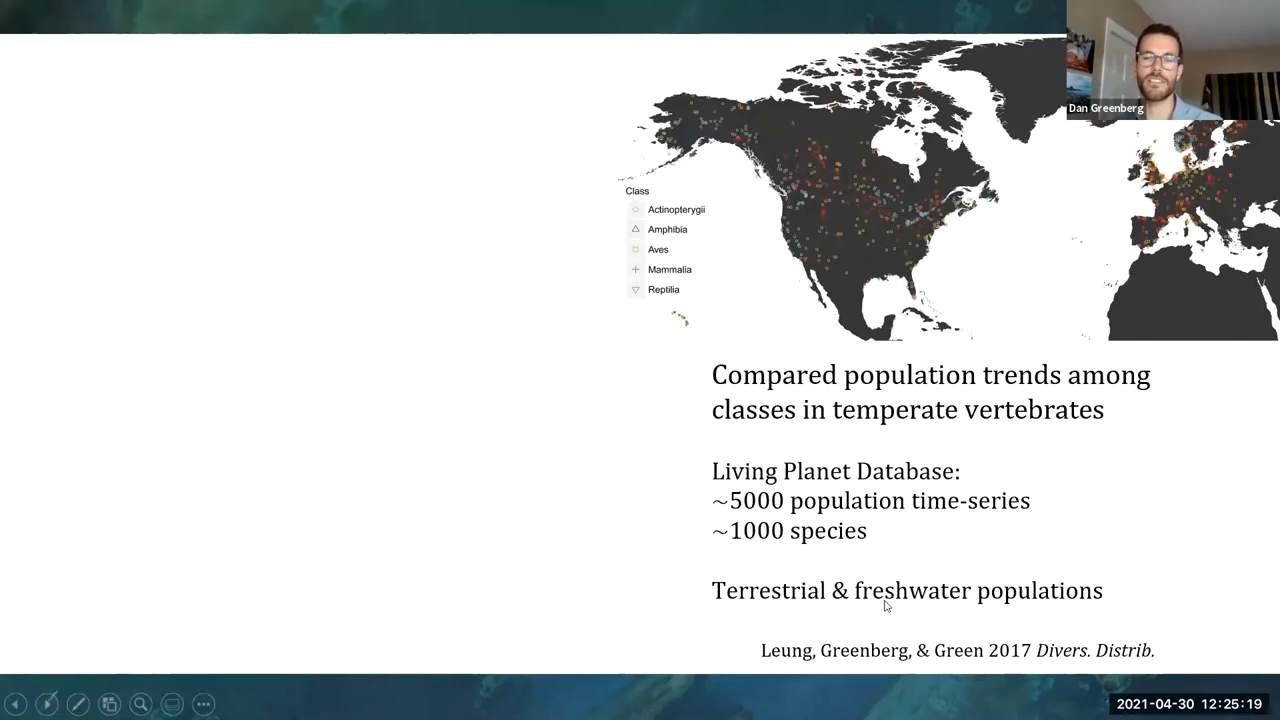 Dan Greenberg
Class
Actinopterygii
Amphibia
Aves
Mammalia
Reptilia
Compared population trends among
classes in temperate vertebrates
Living Planet Database:
~5000 population time-series
~1000 species
Terrestrial & freshwater populations
Leung, Greenberg, & Green 2017 Divers. Distrib.
2021-04-30 12:25:19